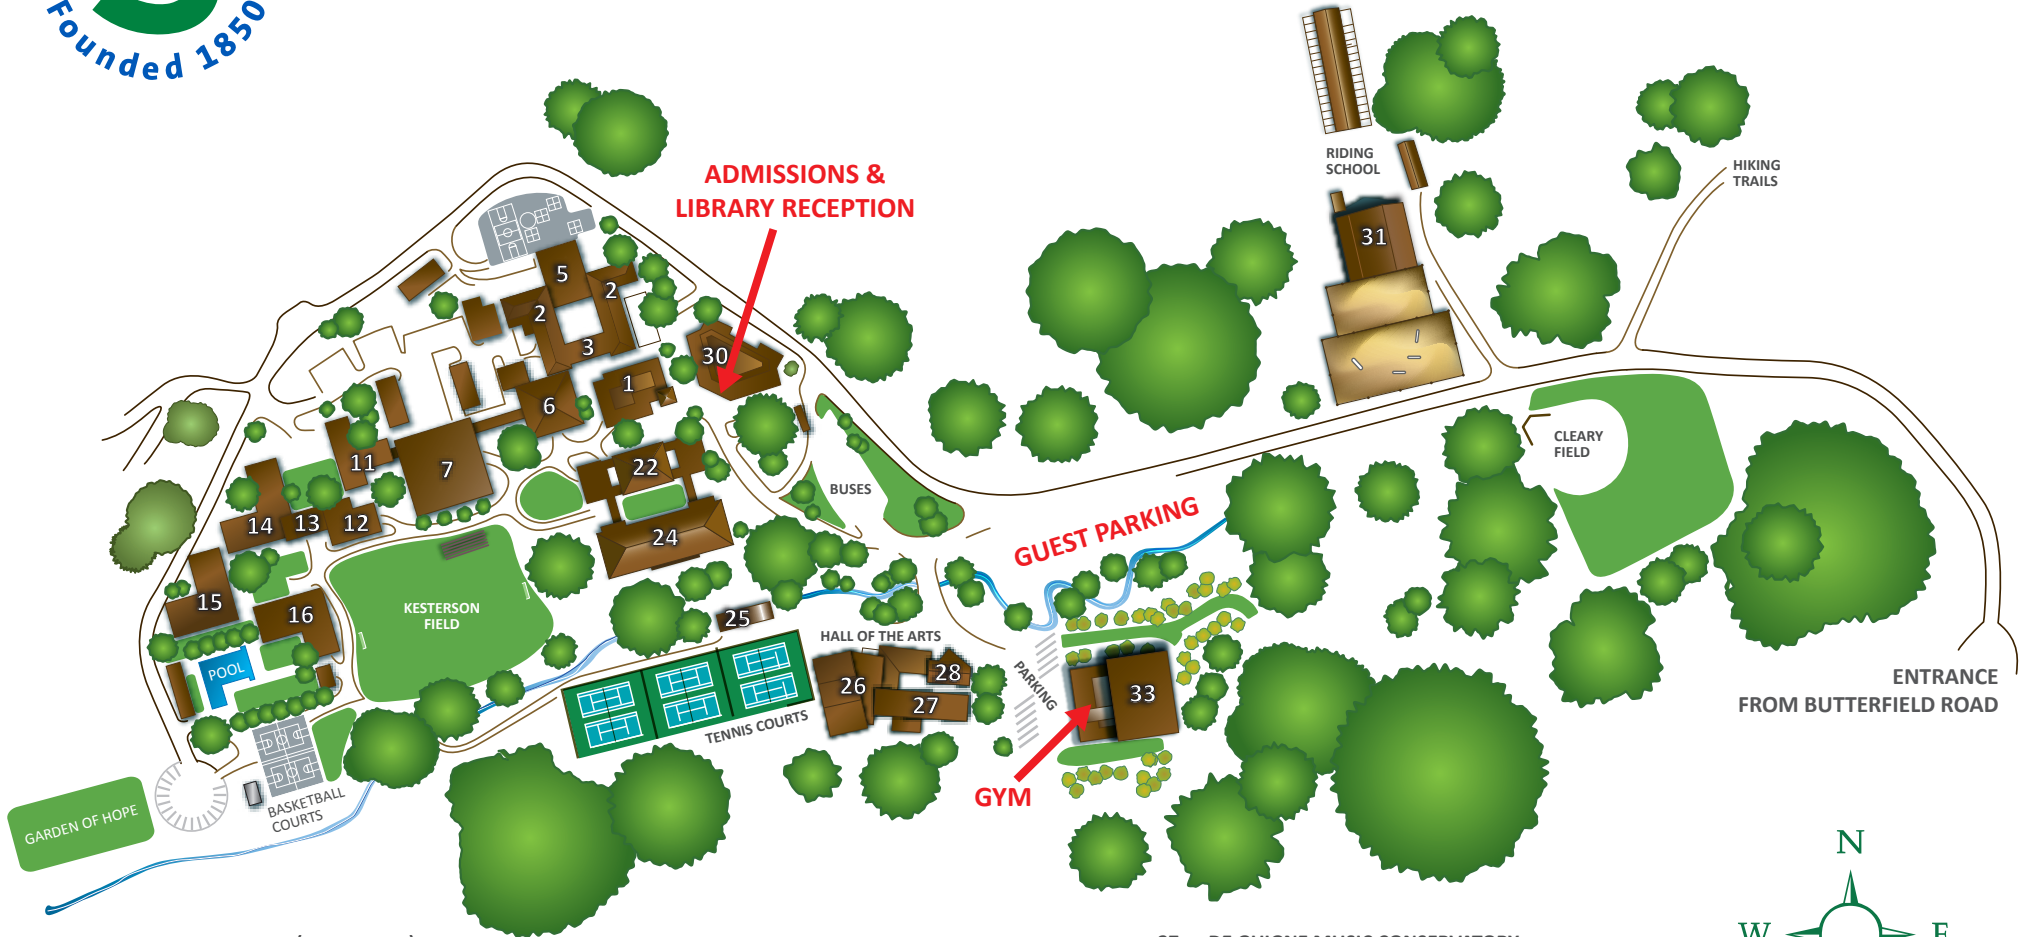 Founded 1850
ADMISSIONS &
LIBRARY RECEPTION
RIDING
SCHOOL
HIKING
TRAILS
31
5
2
2
3
30
1
6
11
7
22
CLEARY
FIELD
BUSES
14
13
12
24
GUEST PARKING
15
16
KESTERSON
FIELD
25
HALL OF THE ARTS
POOL
26
28
27
PARKING
33
TENNIS COURTS
ENTRANCE
FROM BUTTERFIELD ROAD
GYM
BASKETBALL
COURTS
GARDEN OF HOPE
N
W
E
MUSIC CONSERVATORY